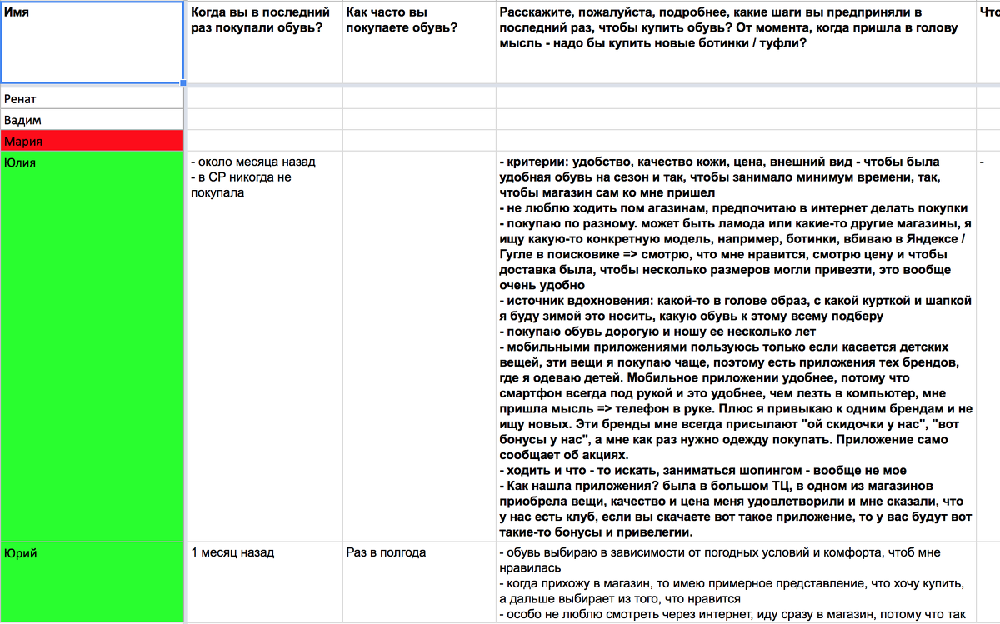 Имя
Когда вы в последний
раз покупали обувь?
Как часто вы
покупаете обувь?
Расскажите, пожалуйста, подробнее, какие шаги вы предприняли в
последний раз, чтобы купить обувь? От момента, когда пришла в голову
мысль - надо бы купить новые ботинки / туфли?
Что
Ренат
Вадим
Мария
Юлия
- около месяца назад
- в СР никогда не
покупала
- критерии: удобство, качество кожи, цена, внешний вид - чтобы была
удобная обувь на сезон и так, чтобы занимало минимум времени, так,
чтобы магазин сам ко мне пришел
- не люблю ходить пом агазинам, предпочитаю в интернет делать покупки
- покупаю по разному. может быть ламода или какие-то другие магазины, я
ищу какую-то конкретную модель, например, ботинки, вбиваю в Яндексе /
Гугле в поисковике => смотрю, что мне нравится, смотрю цену и чтобы
доставка была, чтобы несколько размеров могли привезти, это вообще
очень удобно
- источник вдохновения: какой-то в голове образ, с какой курткой и шапкой
я буду зимой это носить, какую обувь к этому всему подберу
- покупаю обувь дорогую и ношу ее несколько лет
- мобильными приложениями пользуюсь только если касается детских
вещей, эти вещи я покупаю чаще, поэтому есть приложения тех брендов,
где я одеваю детей. Мобильное приложении удобнее, потому что
смартфон всегда под рукой и это удобнее, чем лезть в компьютер, мне
пришла мысль => телефон в руке. Плюс я привыкаю к одним брендам и не
ищу новых. Эти бренды мне всегда присылают "ой скидочки у нас", "вот
бонусы у нас", а мне как раз нужно одежду покупать. Приложение само
сообщает об акциях.
- ходить и что - то искать, заниматься шопингом - вообще не мое
- Как нашла приложения? была в большом ТЦ, в одном из магазинов
приобрела вещи, качество и цена меня удовлетворили и мне сказали, что
у нас есть клуб, если вы скачаете вот такое приложение, то у вас будут вот
такие-то бонусы и привелегии.
-
Юрий
1 месяц назад
Раз в полгода
- обувь выбираю в зависимости от погодных условий и комфорта, чтоб мне
нравилась
- когда прихожу в магазин, то имею примерное представление, что хочу купить,
а дальше выбирает из того, что нравится
- особо не люблю смотреть через интернет, иду сразу в магазин, потому что так